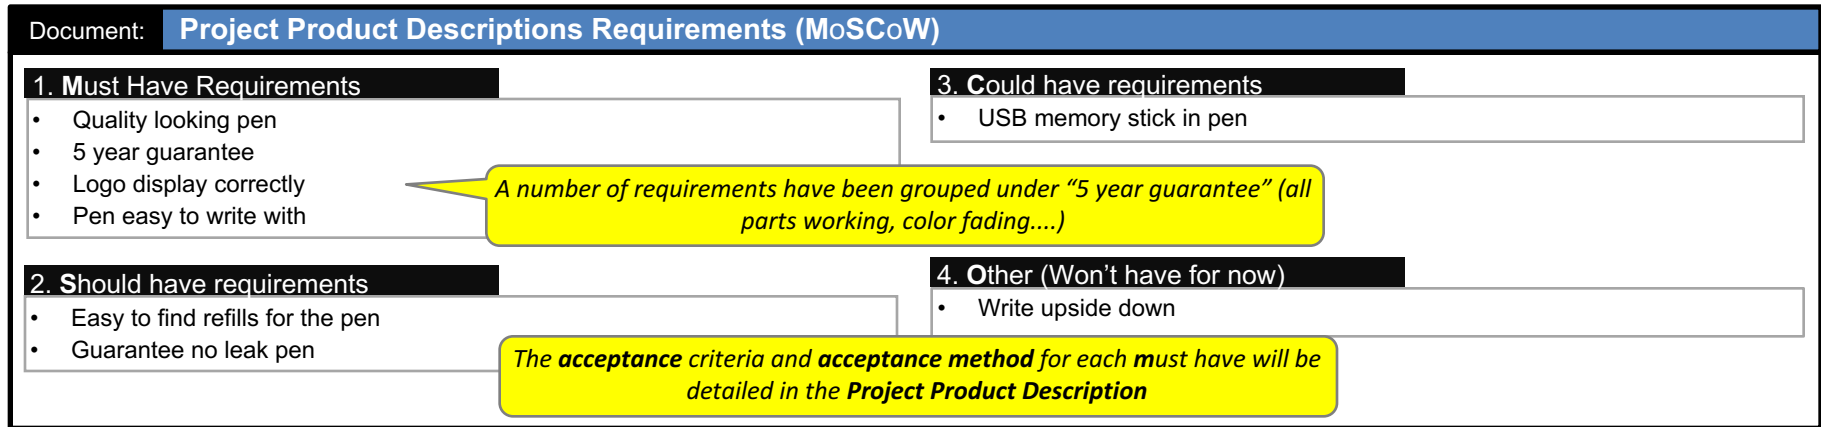 Document: Project Product Descriptions Requirements (MoSCoW)
1. Must Have Requirements
• Quality looking pen
• 5 year guarantee
• Logo display correctly
• Pen easy to write with
A number of requirements have been grouped under “5 year guarantee” (all
parts working, color fading....)
2. Should have requirements
• Easy to find refills for the pen
• Guarantee no leak pen
3. Could have requirements
• USB memory stick in pen
4. Other (Won’t have for now)
• Write upside down
The acceptance criteria and acceptance method for each must have will be
detailed in the Project Product Description